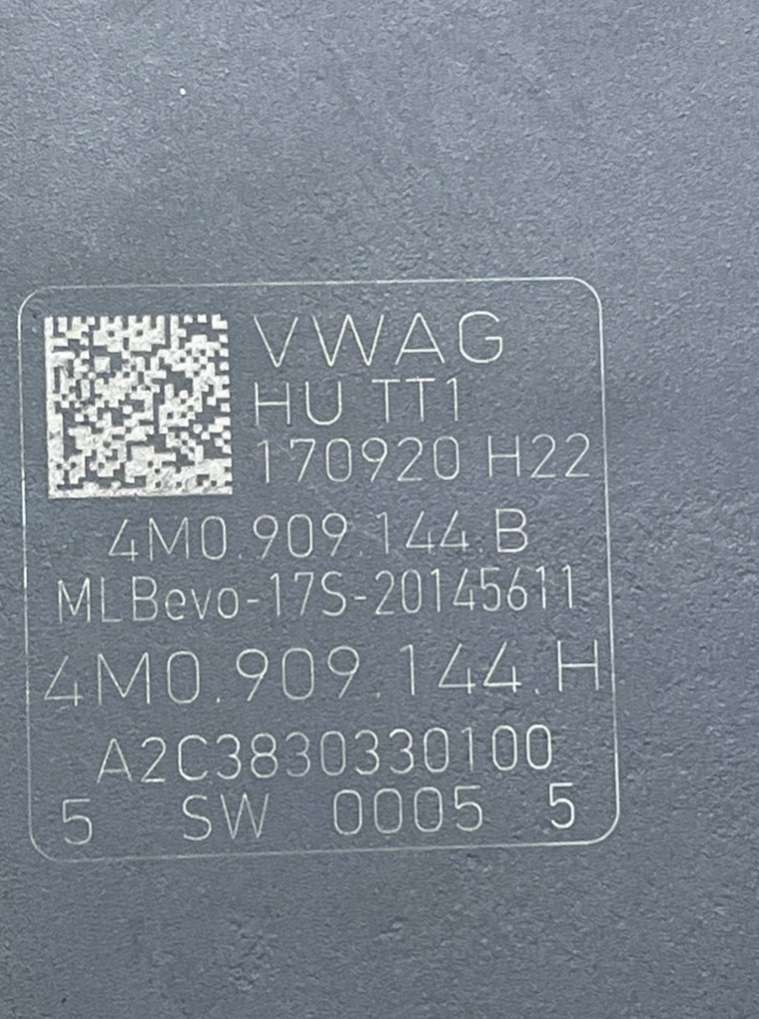 VWAG
HU TT1
170920 H22
4M0.909.144.B
MLBevo-17S-20145611
4M0.909.144.H
A2C3830330100
5 SW 0005 5